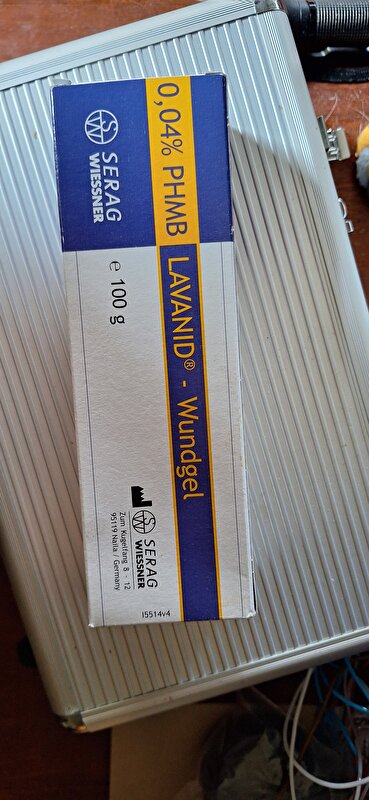 SERAG
WIESSNER
0,04% PHMB
LAVANID® - Wundgel
℮ 100 g
SERAG
WIESSNER
Zum Kugelfang 8 - 12
95119 Naila / Germany
I5514v4